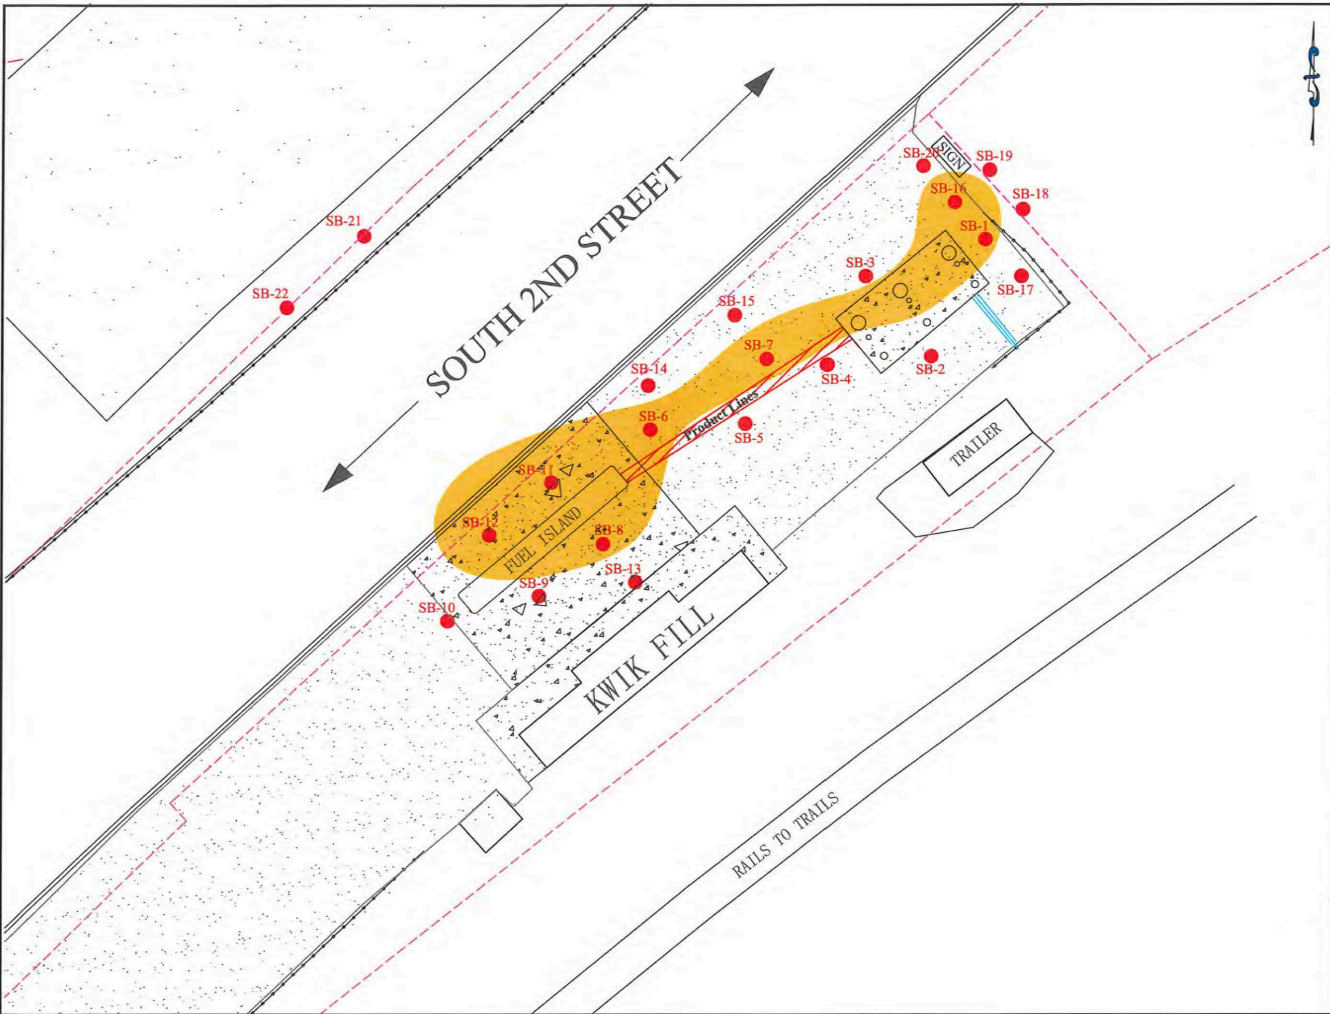 SB-20
SIGN
SB-19
SB-16
SB-18
SB-1
SB-21
SB-3
SB-17
SB-22
SB-15
SOUTH 2ND STREET
SB-7
SB-4
SB-2
SB-14
Product Lines
SB-6
SB-5
TRAILER
SB-11
SB-12
FUEL ISLAND
SB-8
SB-13
SB-9
SB-10
KWIK FILL
RAILS TO TRAILS